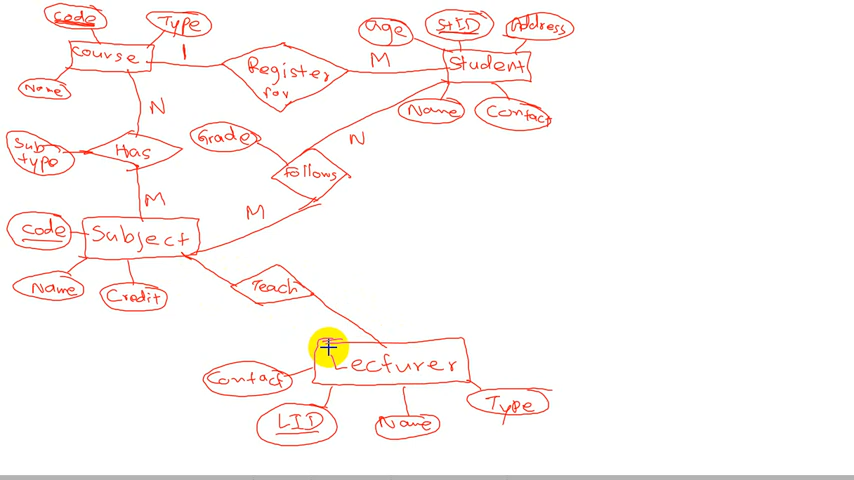 code
Type
age
StID
Address
course
1
Register
for
M
Student
Name
Name
Contact
N
Grade
N
Sub
type
Has
follows
M
M
code
Subject
Name
Credit
Teach
Lecturer
Contact
LID
Name
Type